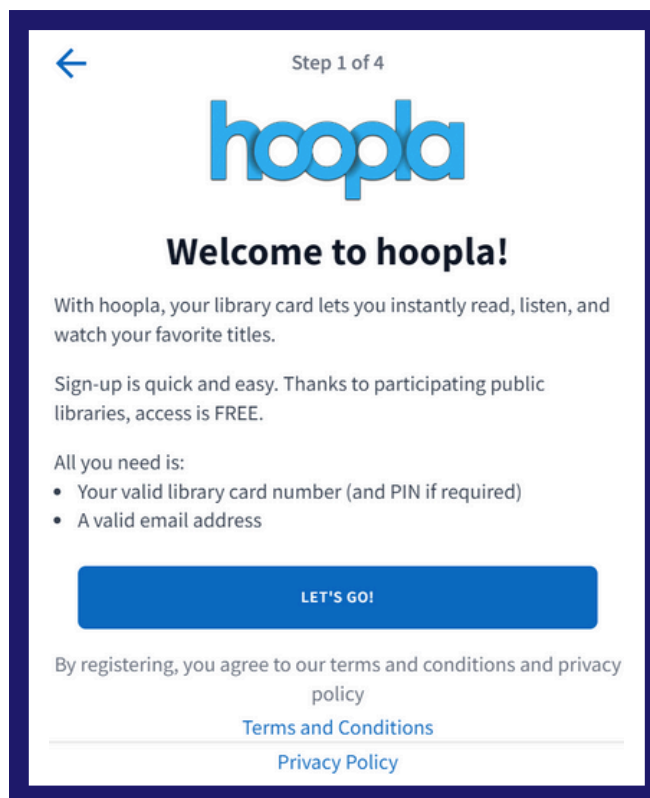 Step 1 of 4
hoopla
Welcome to hoopla!
With hoopla, your library card lets you instantly read, listen, and
watch your favorite titles.
Sign-up is quick and easy. Thanks to participating public
libraries, access is FREE.
All you need is:
• Your valid library card number (and PIN if required)
• A valid email address
LET'S GO!
By registering, you agree to our terms and conditions and privacy
policy
Terms and Conditions
Privacy Policy